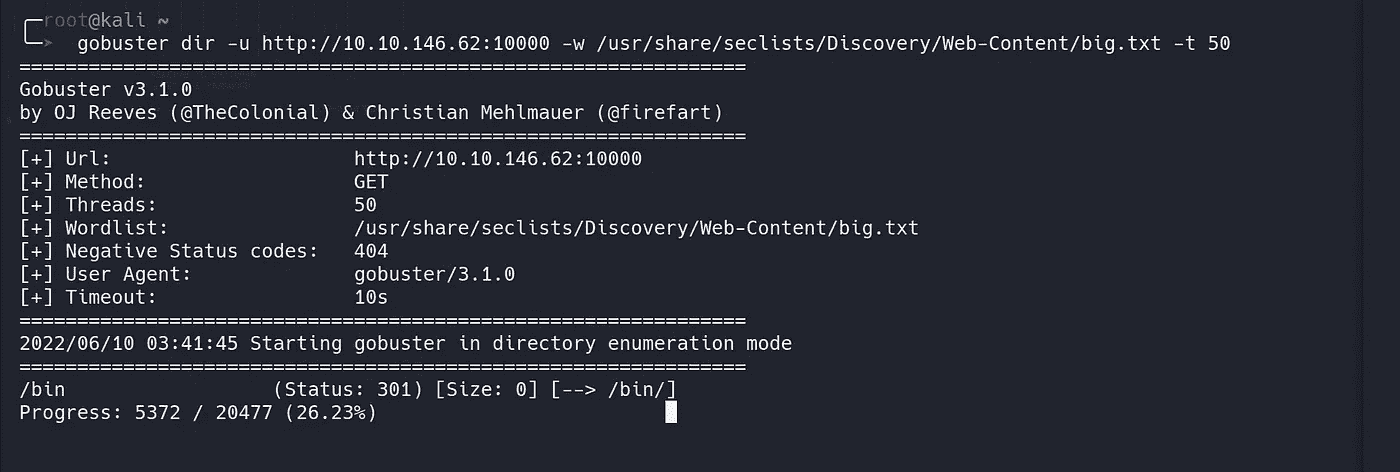 root@kali ~
gobuster dir -u http://10.10.146.62:10000 -w /usr/share/seclists/Discovery/Web-Content/big.txt -t 50
===============================================================
Gobuster v3.1.0
by OJ Reeves (@TheColonial) & Christian Mehlmauer (@firefart)
===============================================================
[+] Url:                     http://10.10.146.62:10000
[+] Method:                  GET
[+] Threads:                 50
[+] Wordlist:                /usr/share/seclists/Discovery/Web-Content/big.txt
[+] Negative Status codes:   404
[+] User Agent:              gobuster/3.1.0
[+] Timeout:                 10s
===============================================================
2022/06/10 03:41:45 Starting gobuster in directory enumeration mode
===============================================================
/bin                  (Status: 301) [Size: 0] [--> /bin/]
Progress: 5372 / 20477 (26.23%)